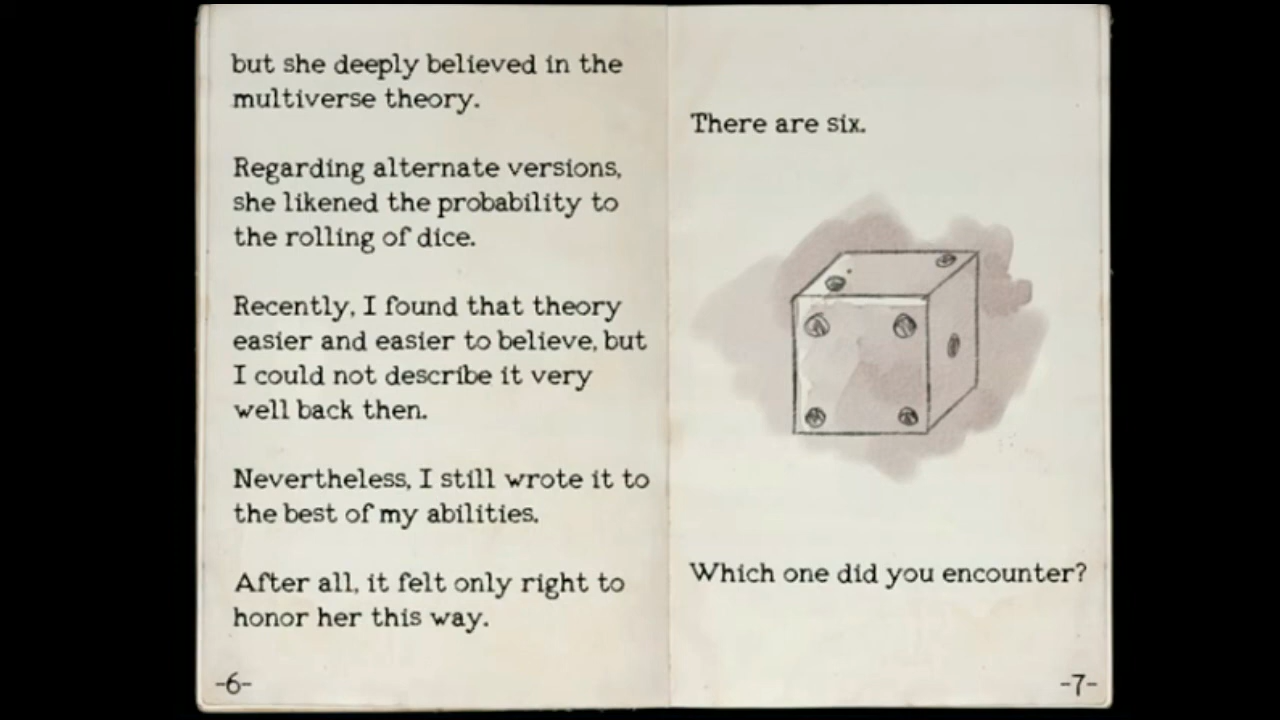 but she deeply believed in the
multiverse theory.
Regarding alternate versions,
she likened the probability to
the rolling of dice.
Recently, I found that theory
easier and easier to believe, but
I could not describe it very
well back then.
Nevertheless, I still wrote it to
the best of my abilities.
After all, it felt only right to
honor her this way.
-6-
There are six.
Which one did you encounter?
-7-